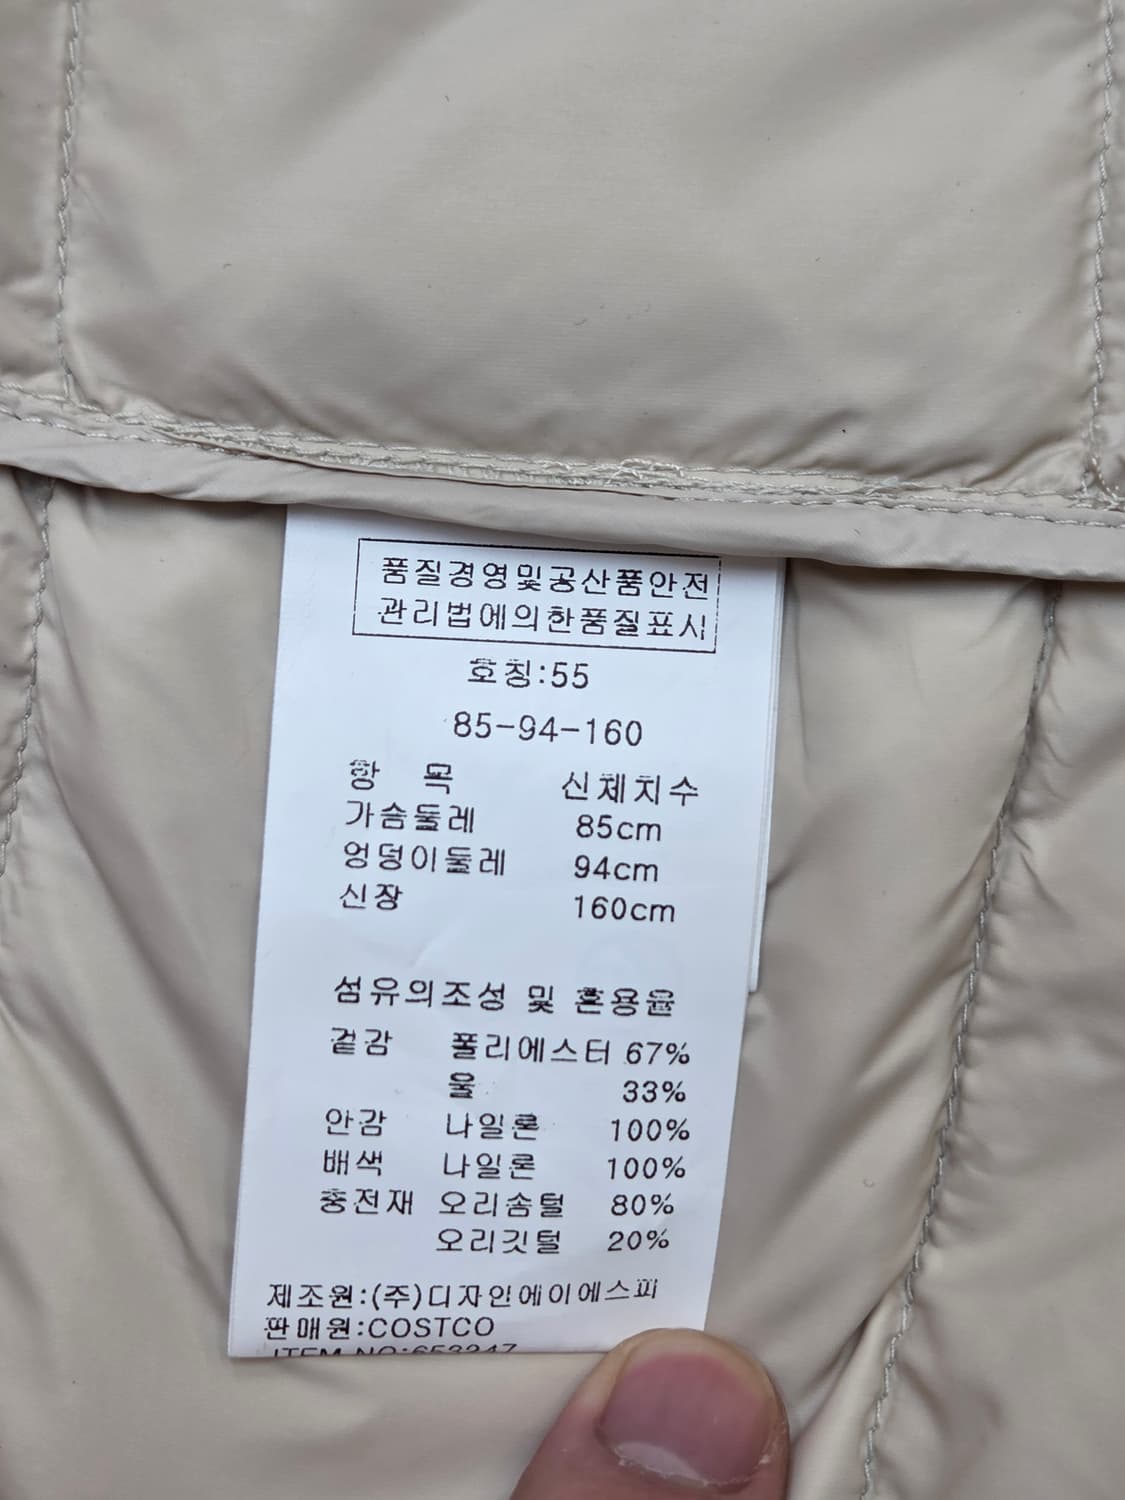 품질경영및공산품안전
관리법에의한품질표시
호칭:55
85-94-160
항 목 신체치수
가슴둘레 85cm
엉덩이둘레 94cm
신장 160cm
섬유의조성 및 혼용율
겉감 폴리에스터 67%
울 33%
안감 나일론 100%
배색 나일론 100%
충전재 오리솜털 80%
오리깃털 20%
제조원:(주)디자인에이에스피
판매원:COSTCO
ITEM NO:653247